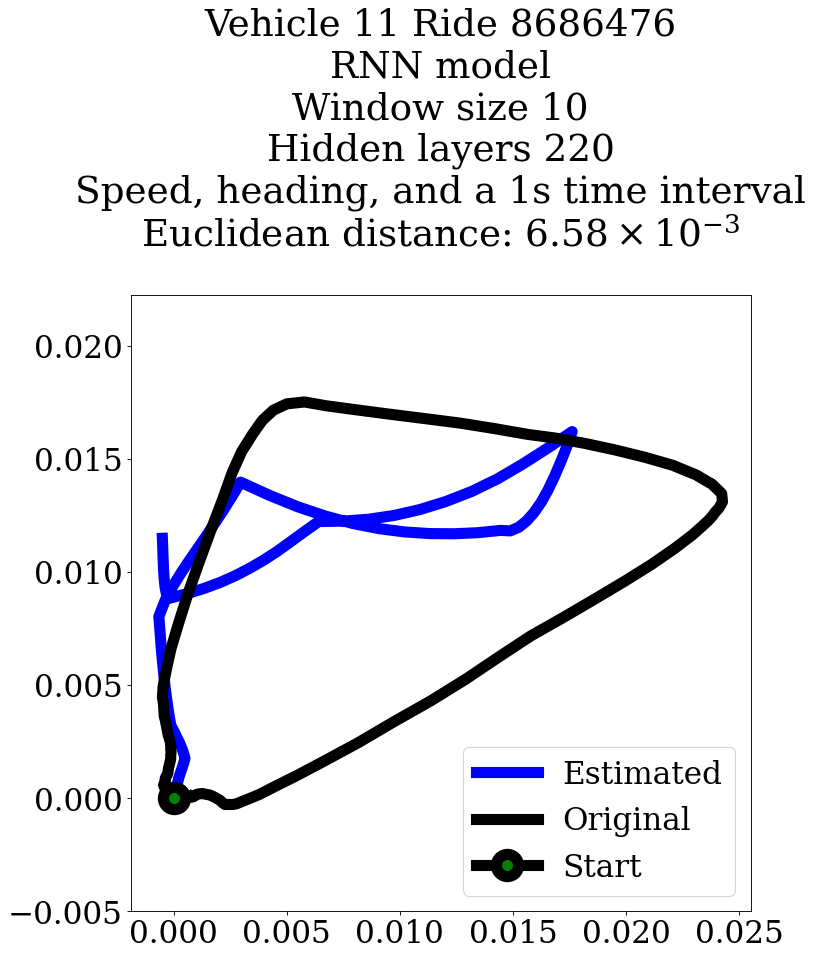 Vehicle 11 Ride 8686476
RNN model
Window size 10
Hidden layers 220
Speed, heading, and a 1s time interval
Euclidean distance: 6.58 × 10⁻³
0.020
0.015
0.010
0.005
0.000
−0.005
Estimated
Original
Start
0.000 0.005 0.010 0.015 0.020 0.025